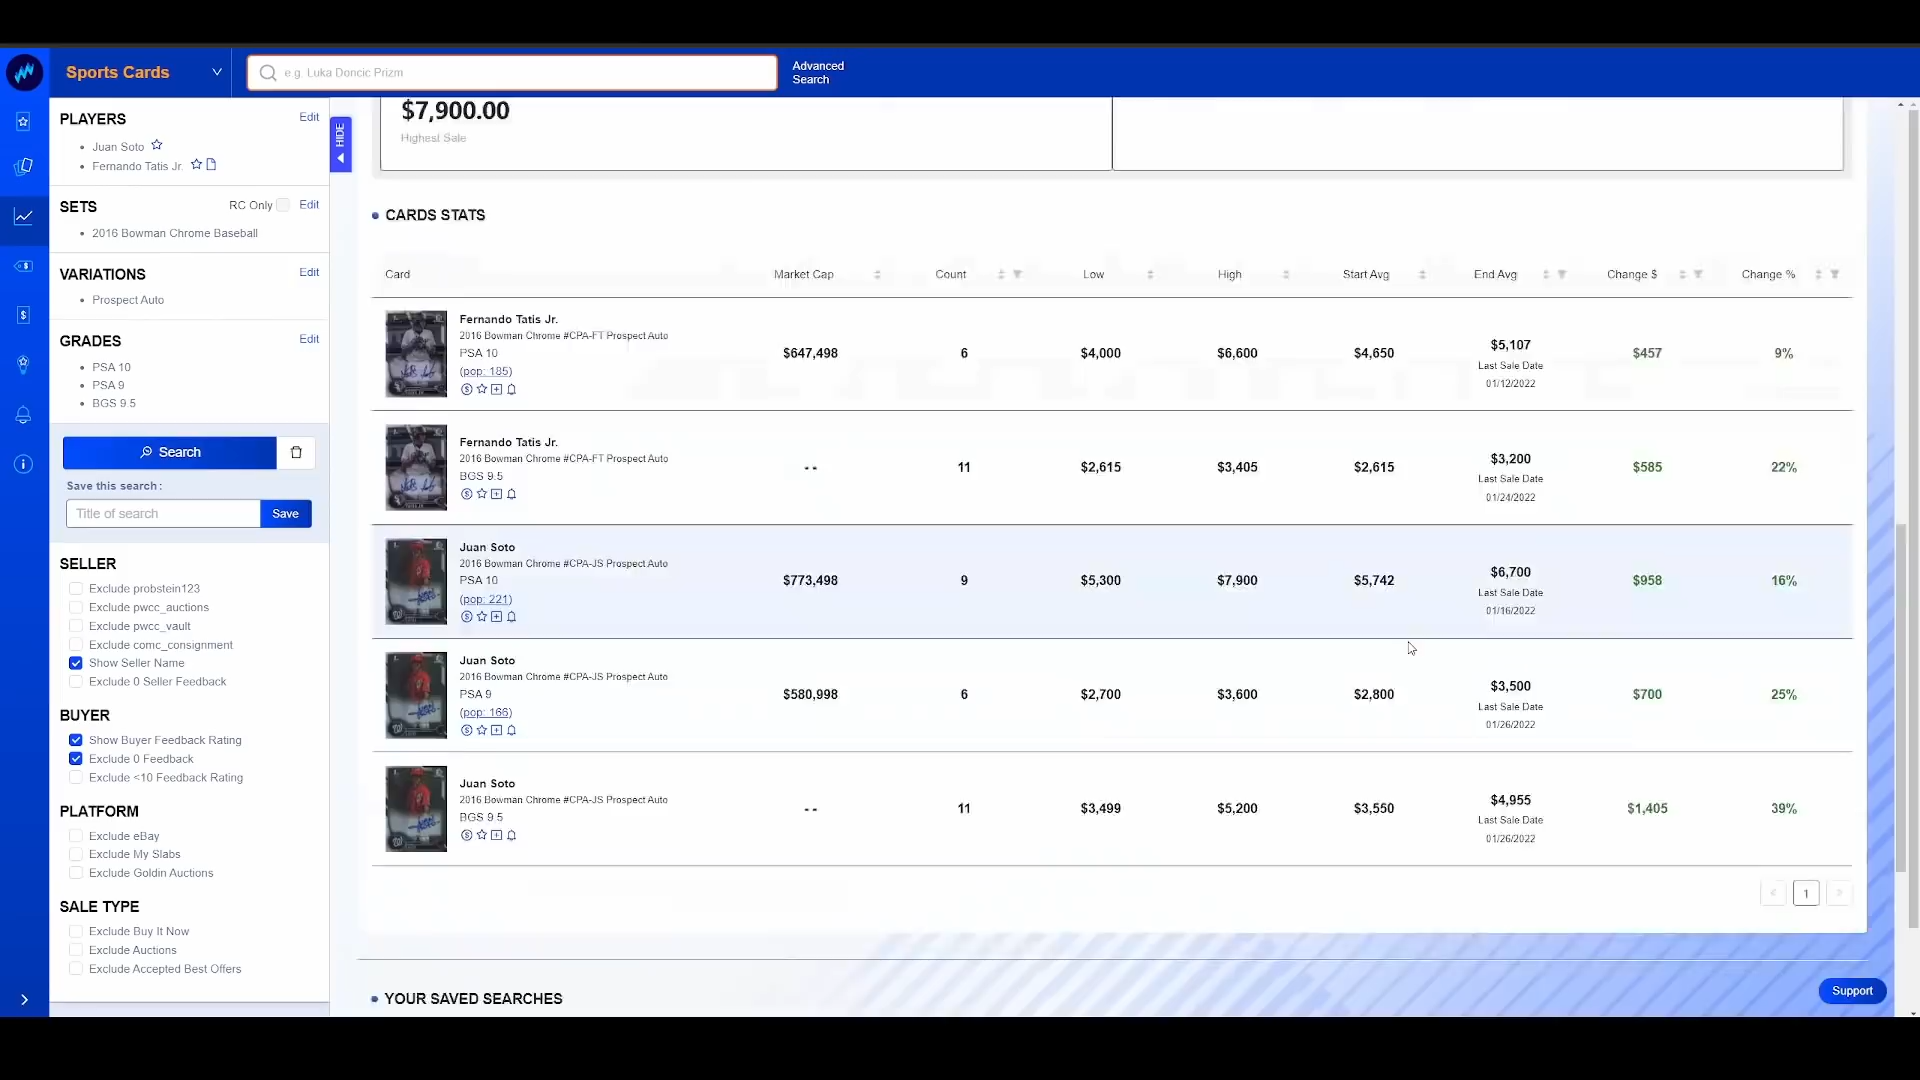 Sports Cards
e.g. Luka Doncic Prizm
Advanced
Search
PLAYERS
Edit
Juan Soto
Fernando Tatis Jr.
SETS
RC Only
Edit
2016 Bowman Chrome Baseball
VARIATIONS
Edit
Prospect Auto
GRADES
Edit
PSA 10
PSA 9
BGS 9.5
Search
Save this search:
Title of search
Save
SELLER
Exclude probstein123
Exclude pwcc_auctions
Exclude pwcc_vault
Exclude comc_consignment
Show Seller Name
Exclude 0 Seller Feedback
BUYER
Show Buyer Feedback Rating
Exclude 0 Feedback
Exclude <10 Feedback Rating
PLATFORM
Exclude eBay
Exclude My Slabs
Exclude Goldin Auctions
SALE TYPE
Exclude Buy It Now
Exclude Auctions
Exclude Accepted Best Offers
HIDE
$7,900.00
Highest Sale
CARDS STATS
Card Market Cap Count Low High Start Avg End Avg Change $ Change %
Fernando Tatis Jr.
2016 Bowman Chrome #CPA-FT Prospect Auto
PSA 10
(pop: 185)
$647,498 6 $4,000 $6,600 $4,650 $5,107 $457 9%
Last Sale Date
01/12/2022
Fernando Tatis Jr.
2016 Bowman Chrome #CPA-FT Prospect Auto
BGS 9.5
-- 11 $2,615 $3,405 $2,615 $3,200 $585 22%
Last Sale Date
01/24/2022
Juan Soto
2016 Bowman Chrome #CPA-JS Prospect Auto
PSA 10
(pop: 221)
$773,498 9 $5,300 $7,900 $5,742 $6,700 $958 16%
Last Sale Date
01/16/2022
Juan Soto
2016 Bowman Chrome #CPA-JS Prospect Auto
PSA 9
(pop: 166)
$580,998 6 $2,700 $3,600 $2,800 $3,500 $700 25%
Last Sale Date
01/26/2022
Juan Soto
2016 Bowman Chrome #CPA-JS Prospect Auto
BGS 9.5
-- 11 $3,499 $5,200 $3,550 $4,955 $1,405 39%
Last Sale Date
01/26/2022
1
YOUR SAVED SEARCHES
Support